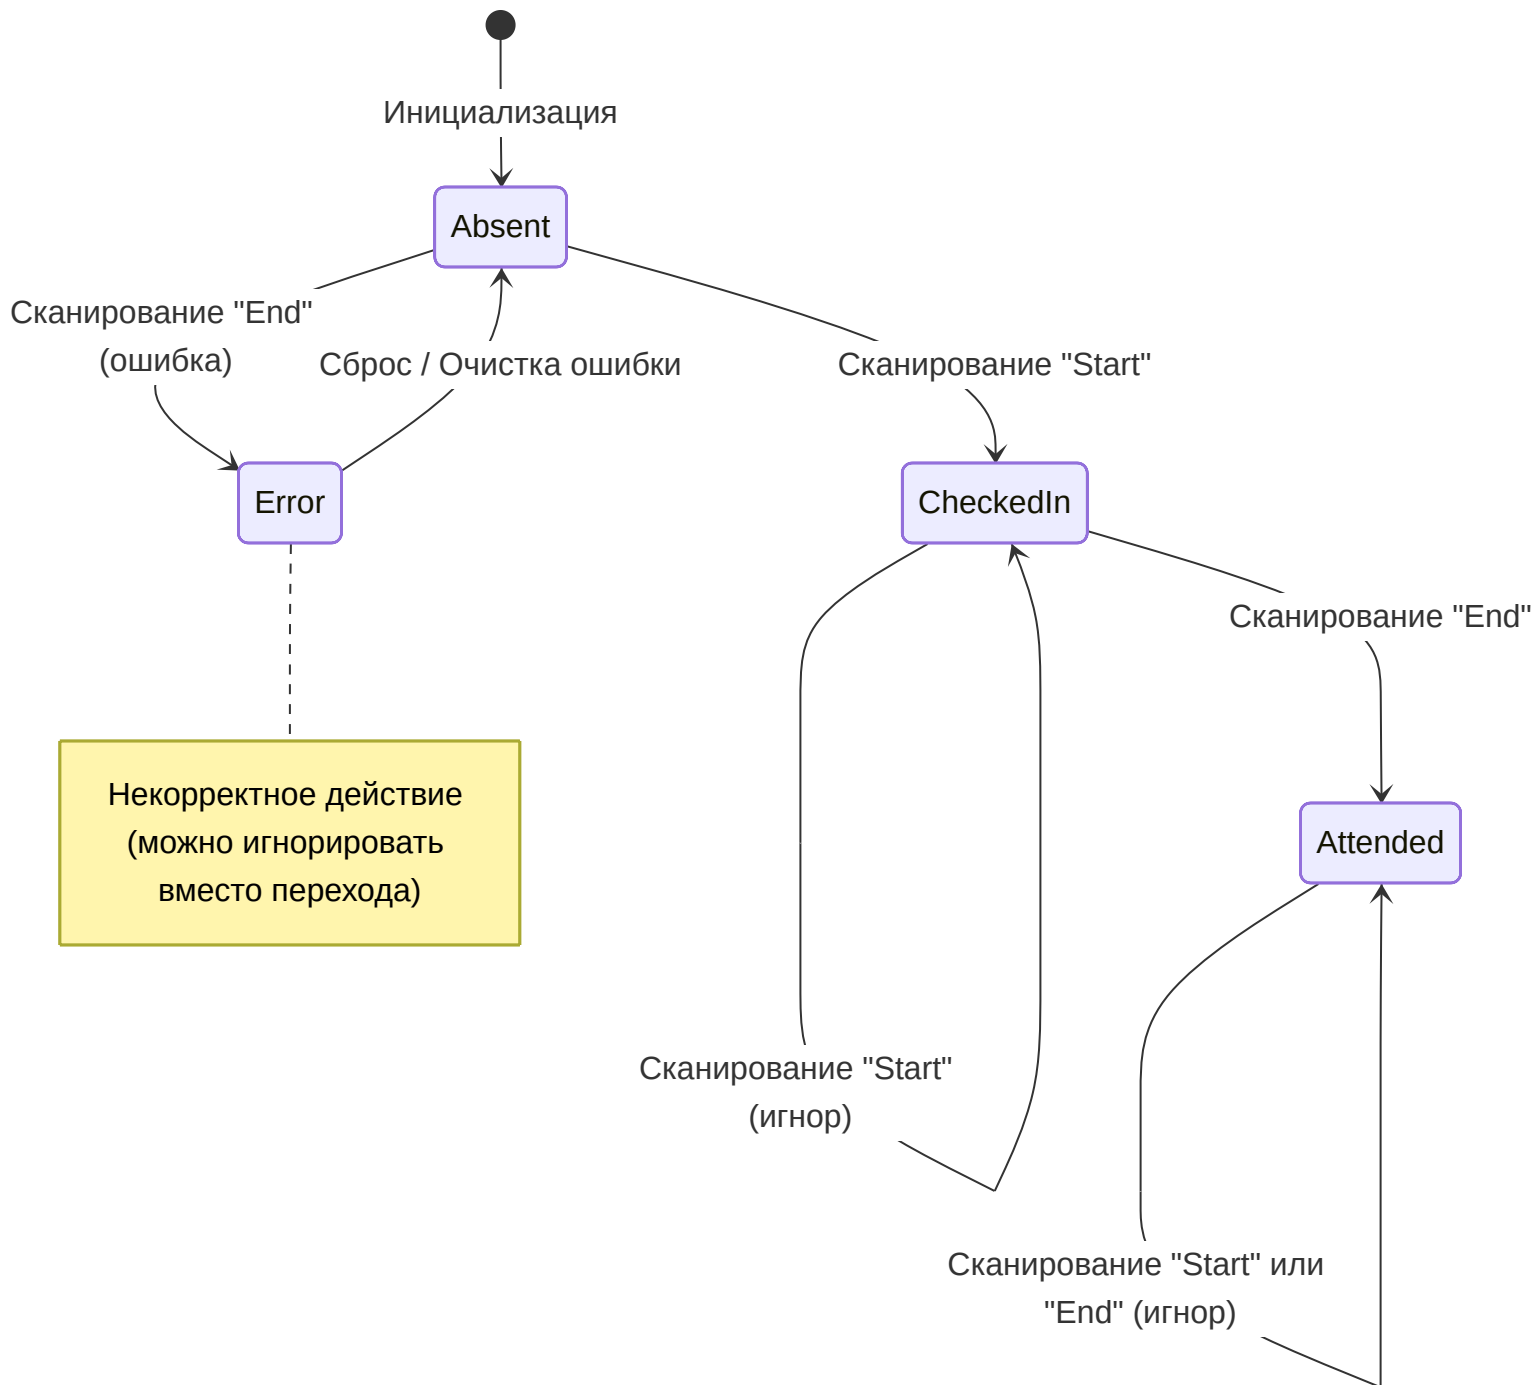 Инициализация
Absent
Сканирование "End"
(ошибка)
Сброс / Очистка ошибки
Сканирование "Start"
Error
CheckedIn
Сканирование "End"
Некорректное действие
(можно игнорировать
вместо перехода)
Attended
Сканирование "Start"
(игнор)
Сканирование "Start" или
"End" (игнор)